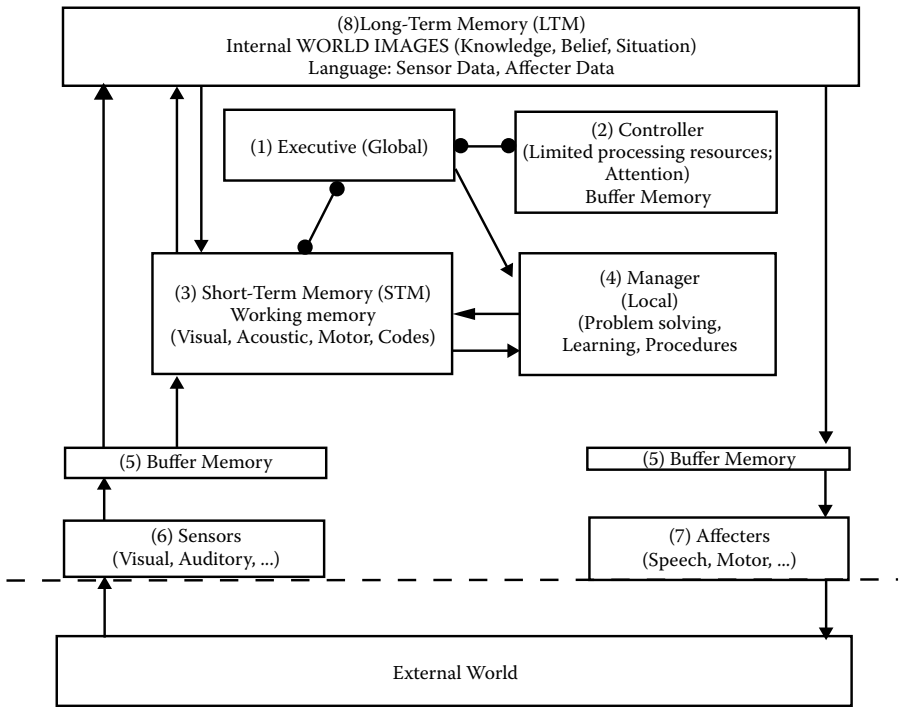 (8)Long-Term Memory (LTM)
Internal WORLD IMAGES (Knowledge, Belief, Situation)
Language: Sensor Data, Affecter Data
(1) Executive (Global)
(2) Controller
(Limited processing resources;
Attention)
Buffer Memory
(3) Short-Term Memory (STM)
Working memory
(Visual, Acoustic, Motor, Codes)
(4) Manager
(Local)
(Problem solving,
Learning, Procedures
(5) Buffer Memory
(5) Buffer Memory
(6) Sensors
(Visual, Auditory, ...)
(7) Affecters
(Speech, Motor, ...)
External World